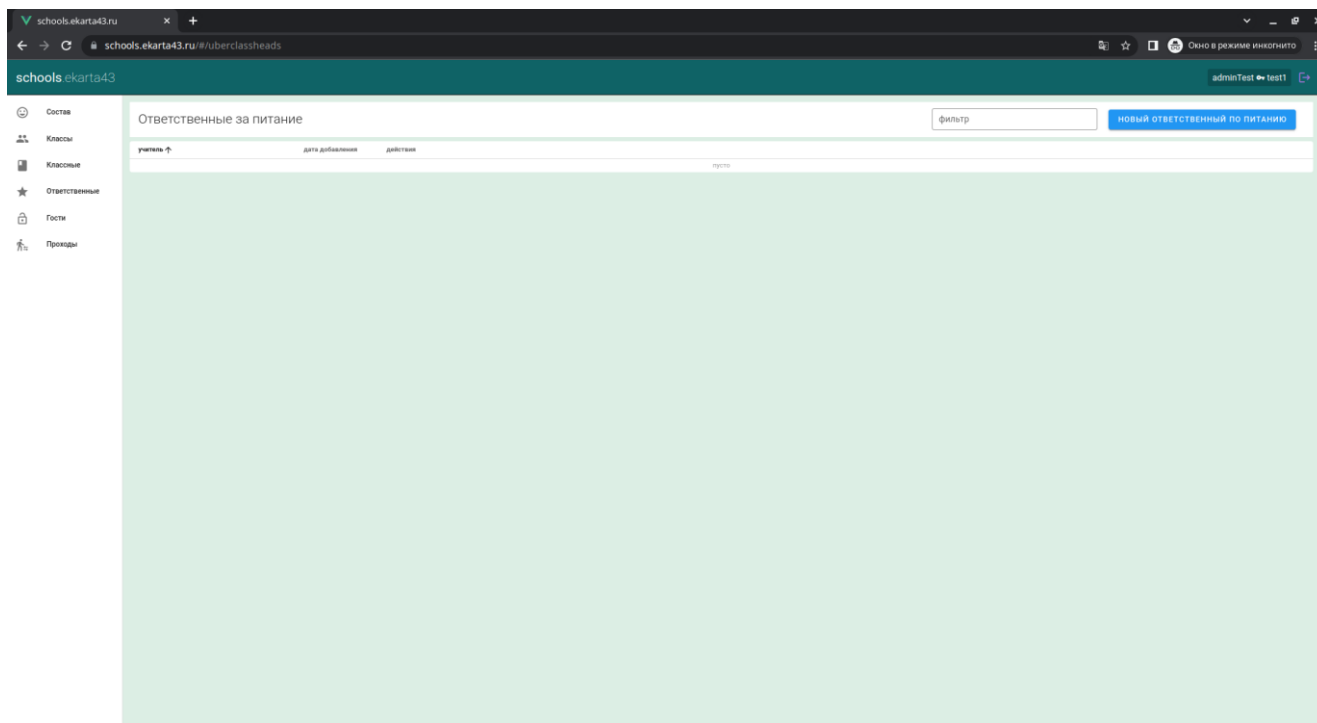 schools.ekarta43.ru
schools.ekarta43.ru/#/uberclassheads
Окно в режиме инкогнито
schools.ekarta43
adminTest test1
Состав
Классы
Классные
Ответственные
Гости
Проходы
Ответственные за питание
фильтр
НОВЫЙ ОТВЕТСТВЕННЫЙ ПО ПИТАНИЮ
учитель дата добавления действия
пусто